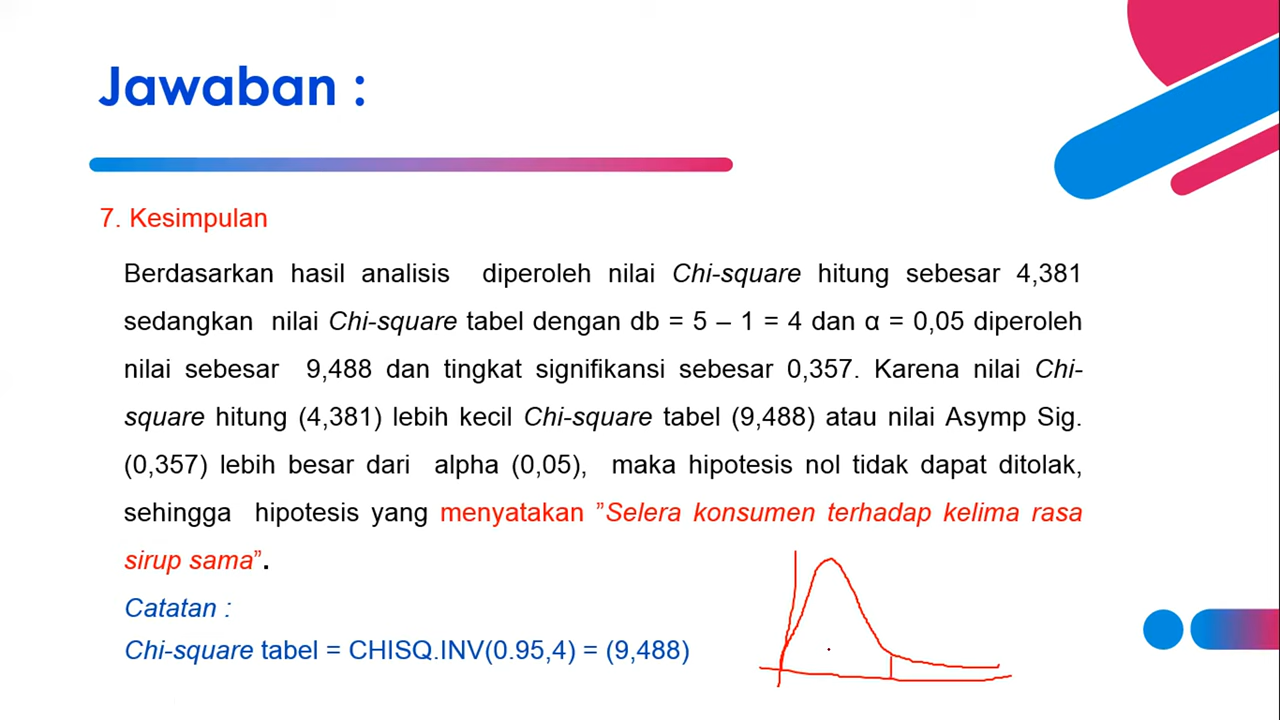 Jawaban :
7. Kesimpulan
Berdasarkan hasil analisis diperoleh nilai Chi-square hitung sebesar 4,381
sedangkan nilai Chi-square tabel dengan db = 5 – 1 = 4 dan α = 0,05 diperoleh
nilai sebesar 9,488 dan tingkat signifikansi sebesar 0,357. Karena nilai Chi-
square hitung (4,381) lebih kecil Chi-square tabel (9,488) atau nilai Asymp Sig.
(0,357) lebih besar dari alpha (0,05), maka hipotesis nol tidak dapat ditolak,
sehingga hipotesis yang menyatakan ”Selera konsumen terhadap kelima rasa
sirup sama”.
Catatan :
Chi-square tabel = CHISQ.INV(0.95,4) = (9,488)